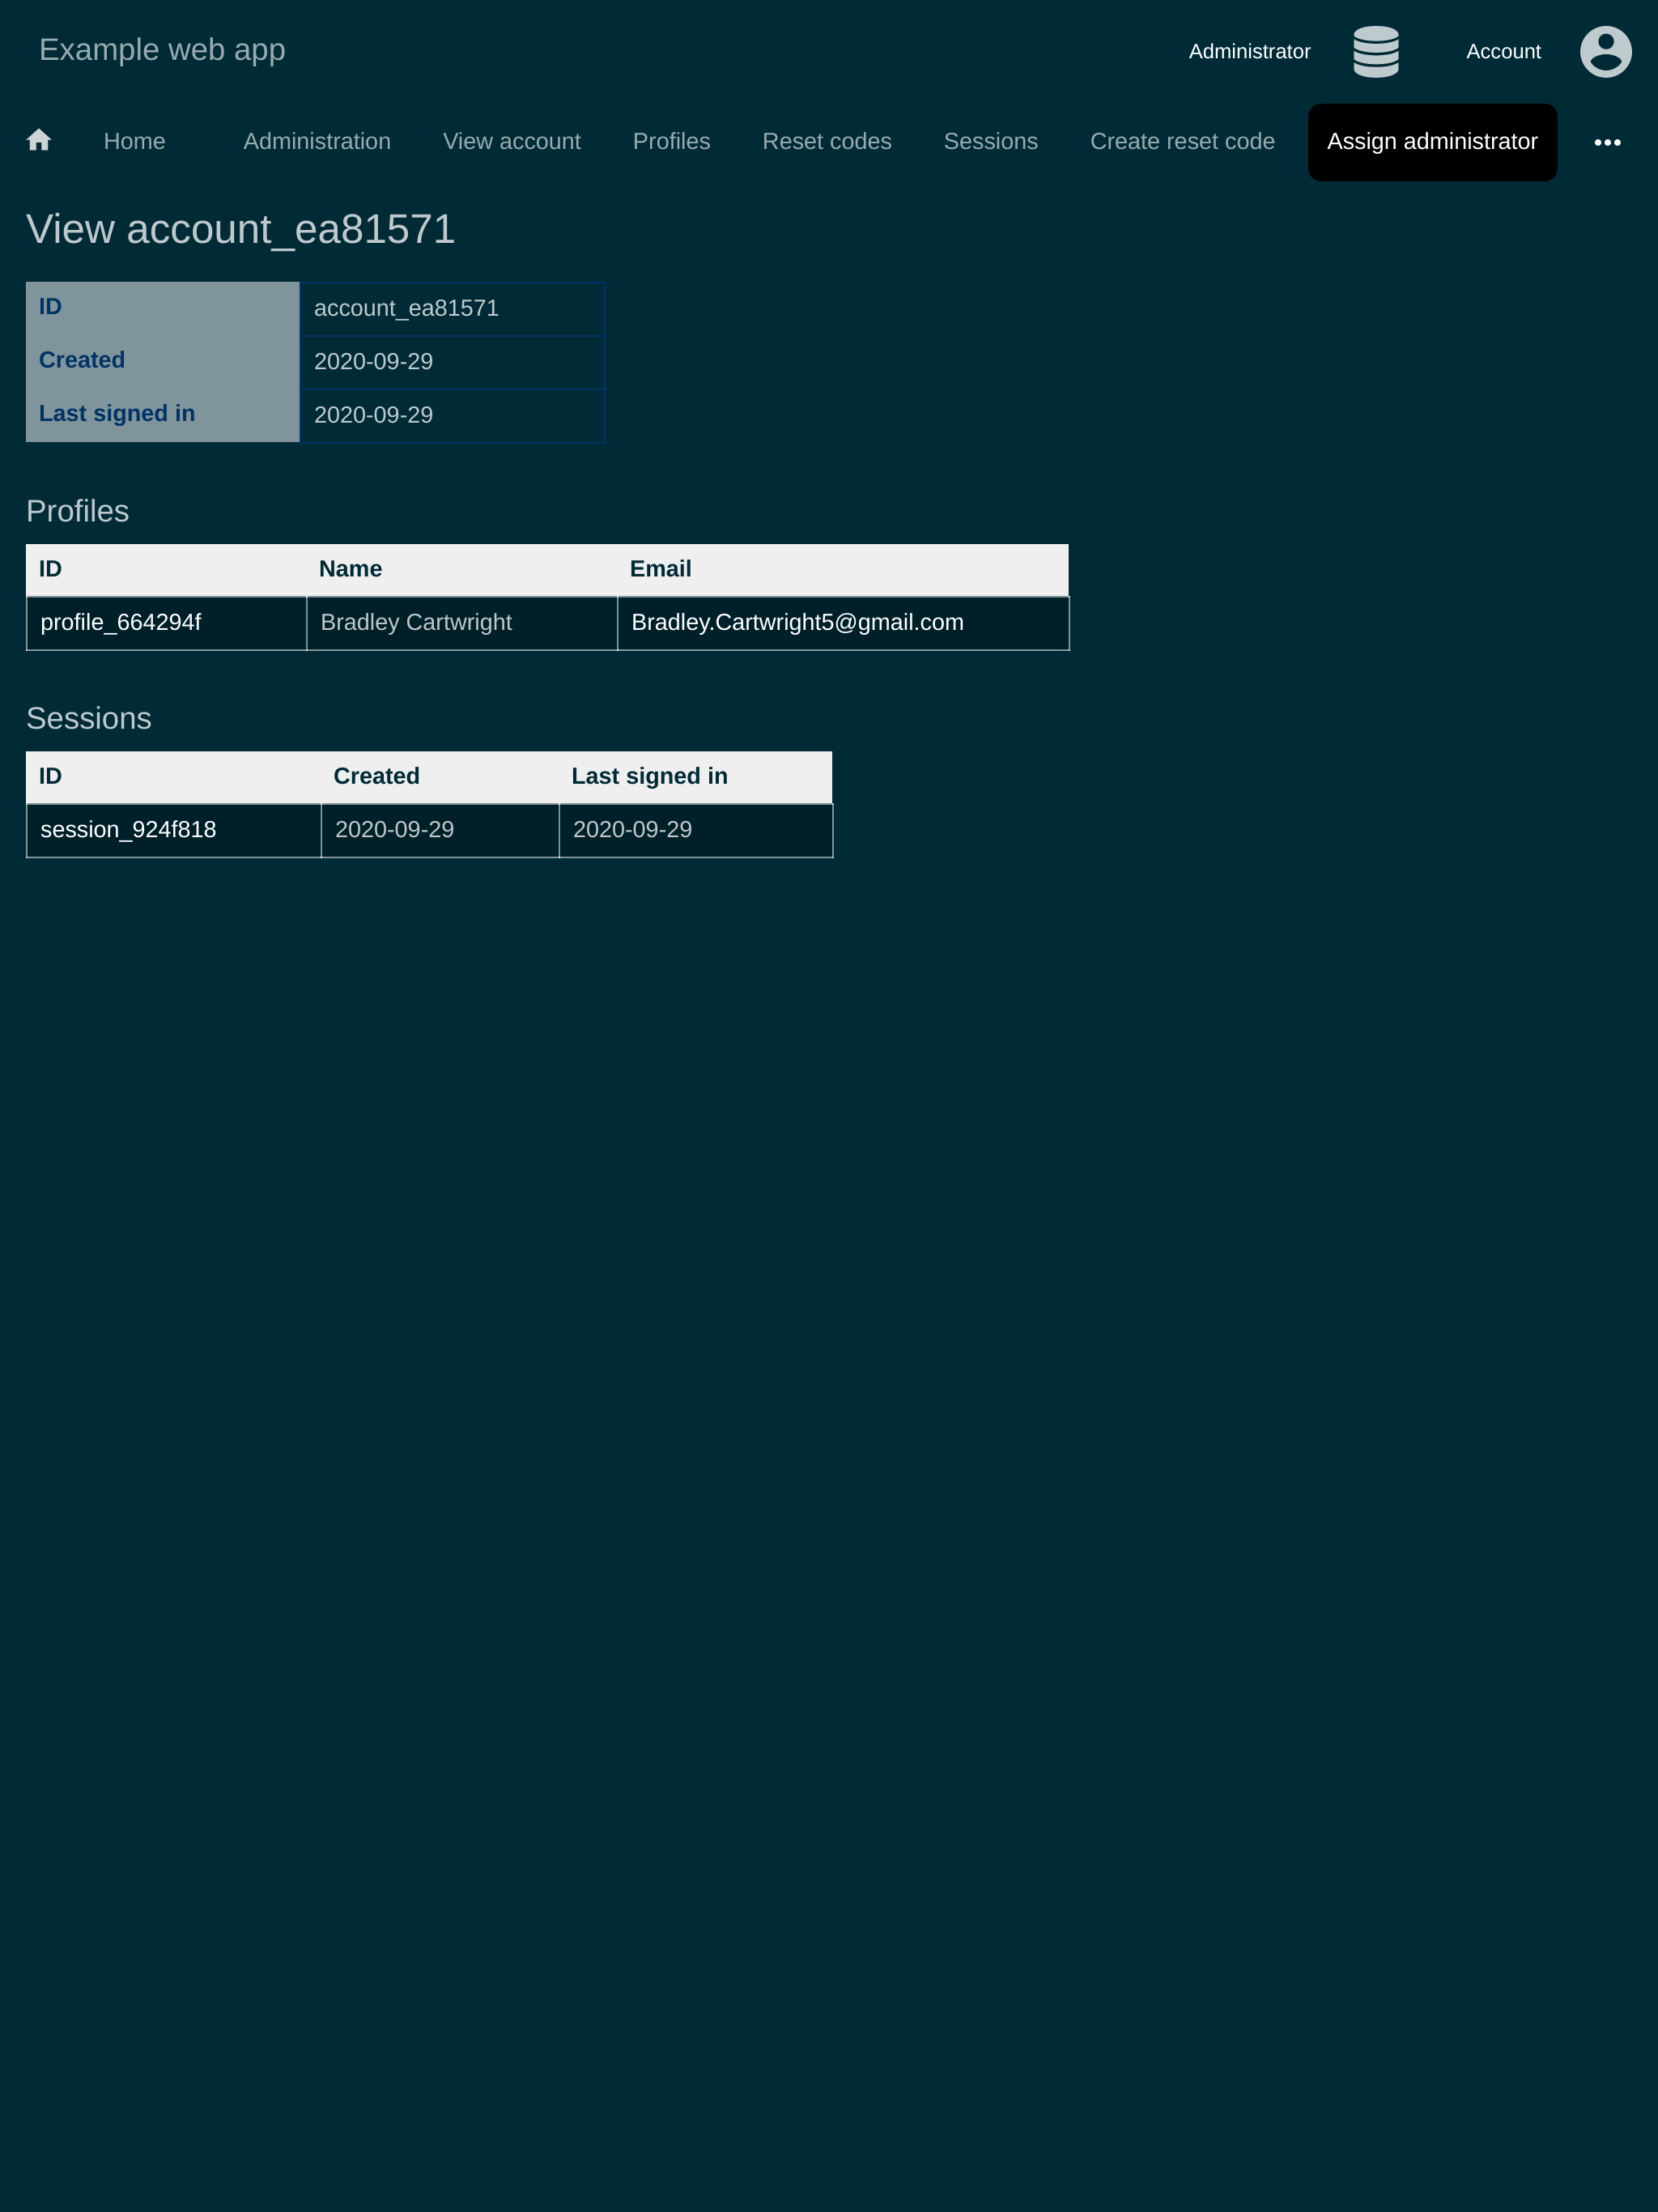 Example web app
Administrator Account
Home Administration View account Profiles Reset codes Sessions Create reset code Assign administrator
View account_ea81571
ID account_ea81571
Created 2020-09-29
Last signed in 2020-09-29
Profiles
ID Name Email
profile_664294f Bradley Cartwright Bradley.Cartwright5@gmail.com
Sessions
ID Created Last signed in
session_924f818 2020-09-29 2020-09-29